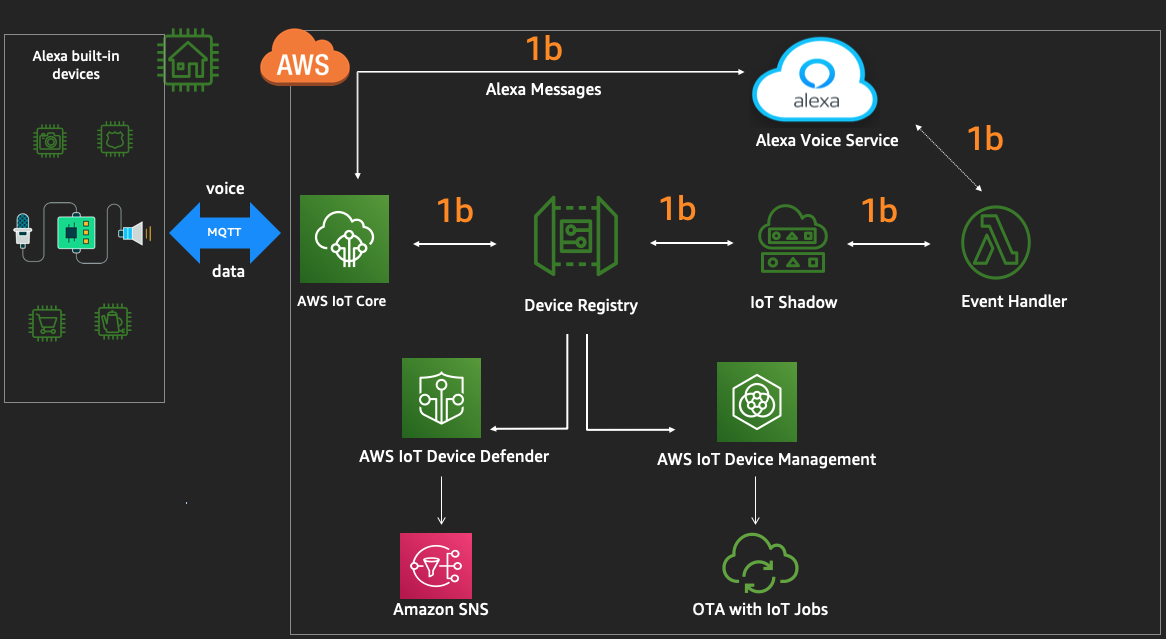 Alexa built-in
devices
AWS
1b
Alexa Messages
alexa
Alexa Voice Service
1b
voice
MQTT
data
1b
1b
1b
AWS IoT Core
Device Registry
IoT Shadow
Event Handler
AWS IoT Device Defender
AWS IoT Device Management
Amazon SNS
OTA with IoT Jobs